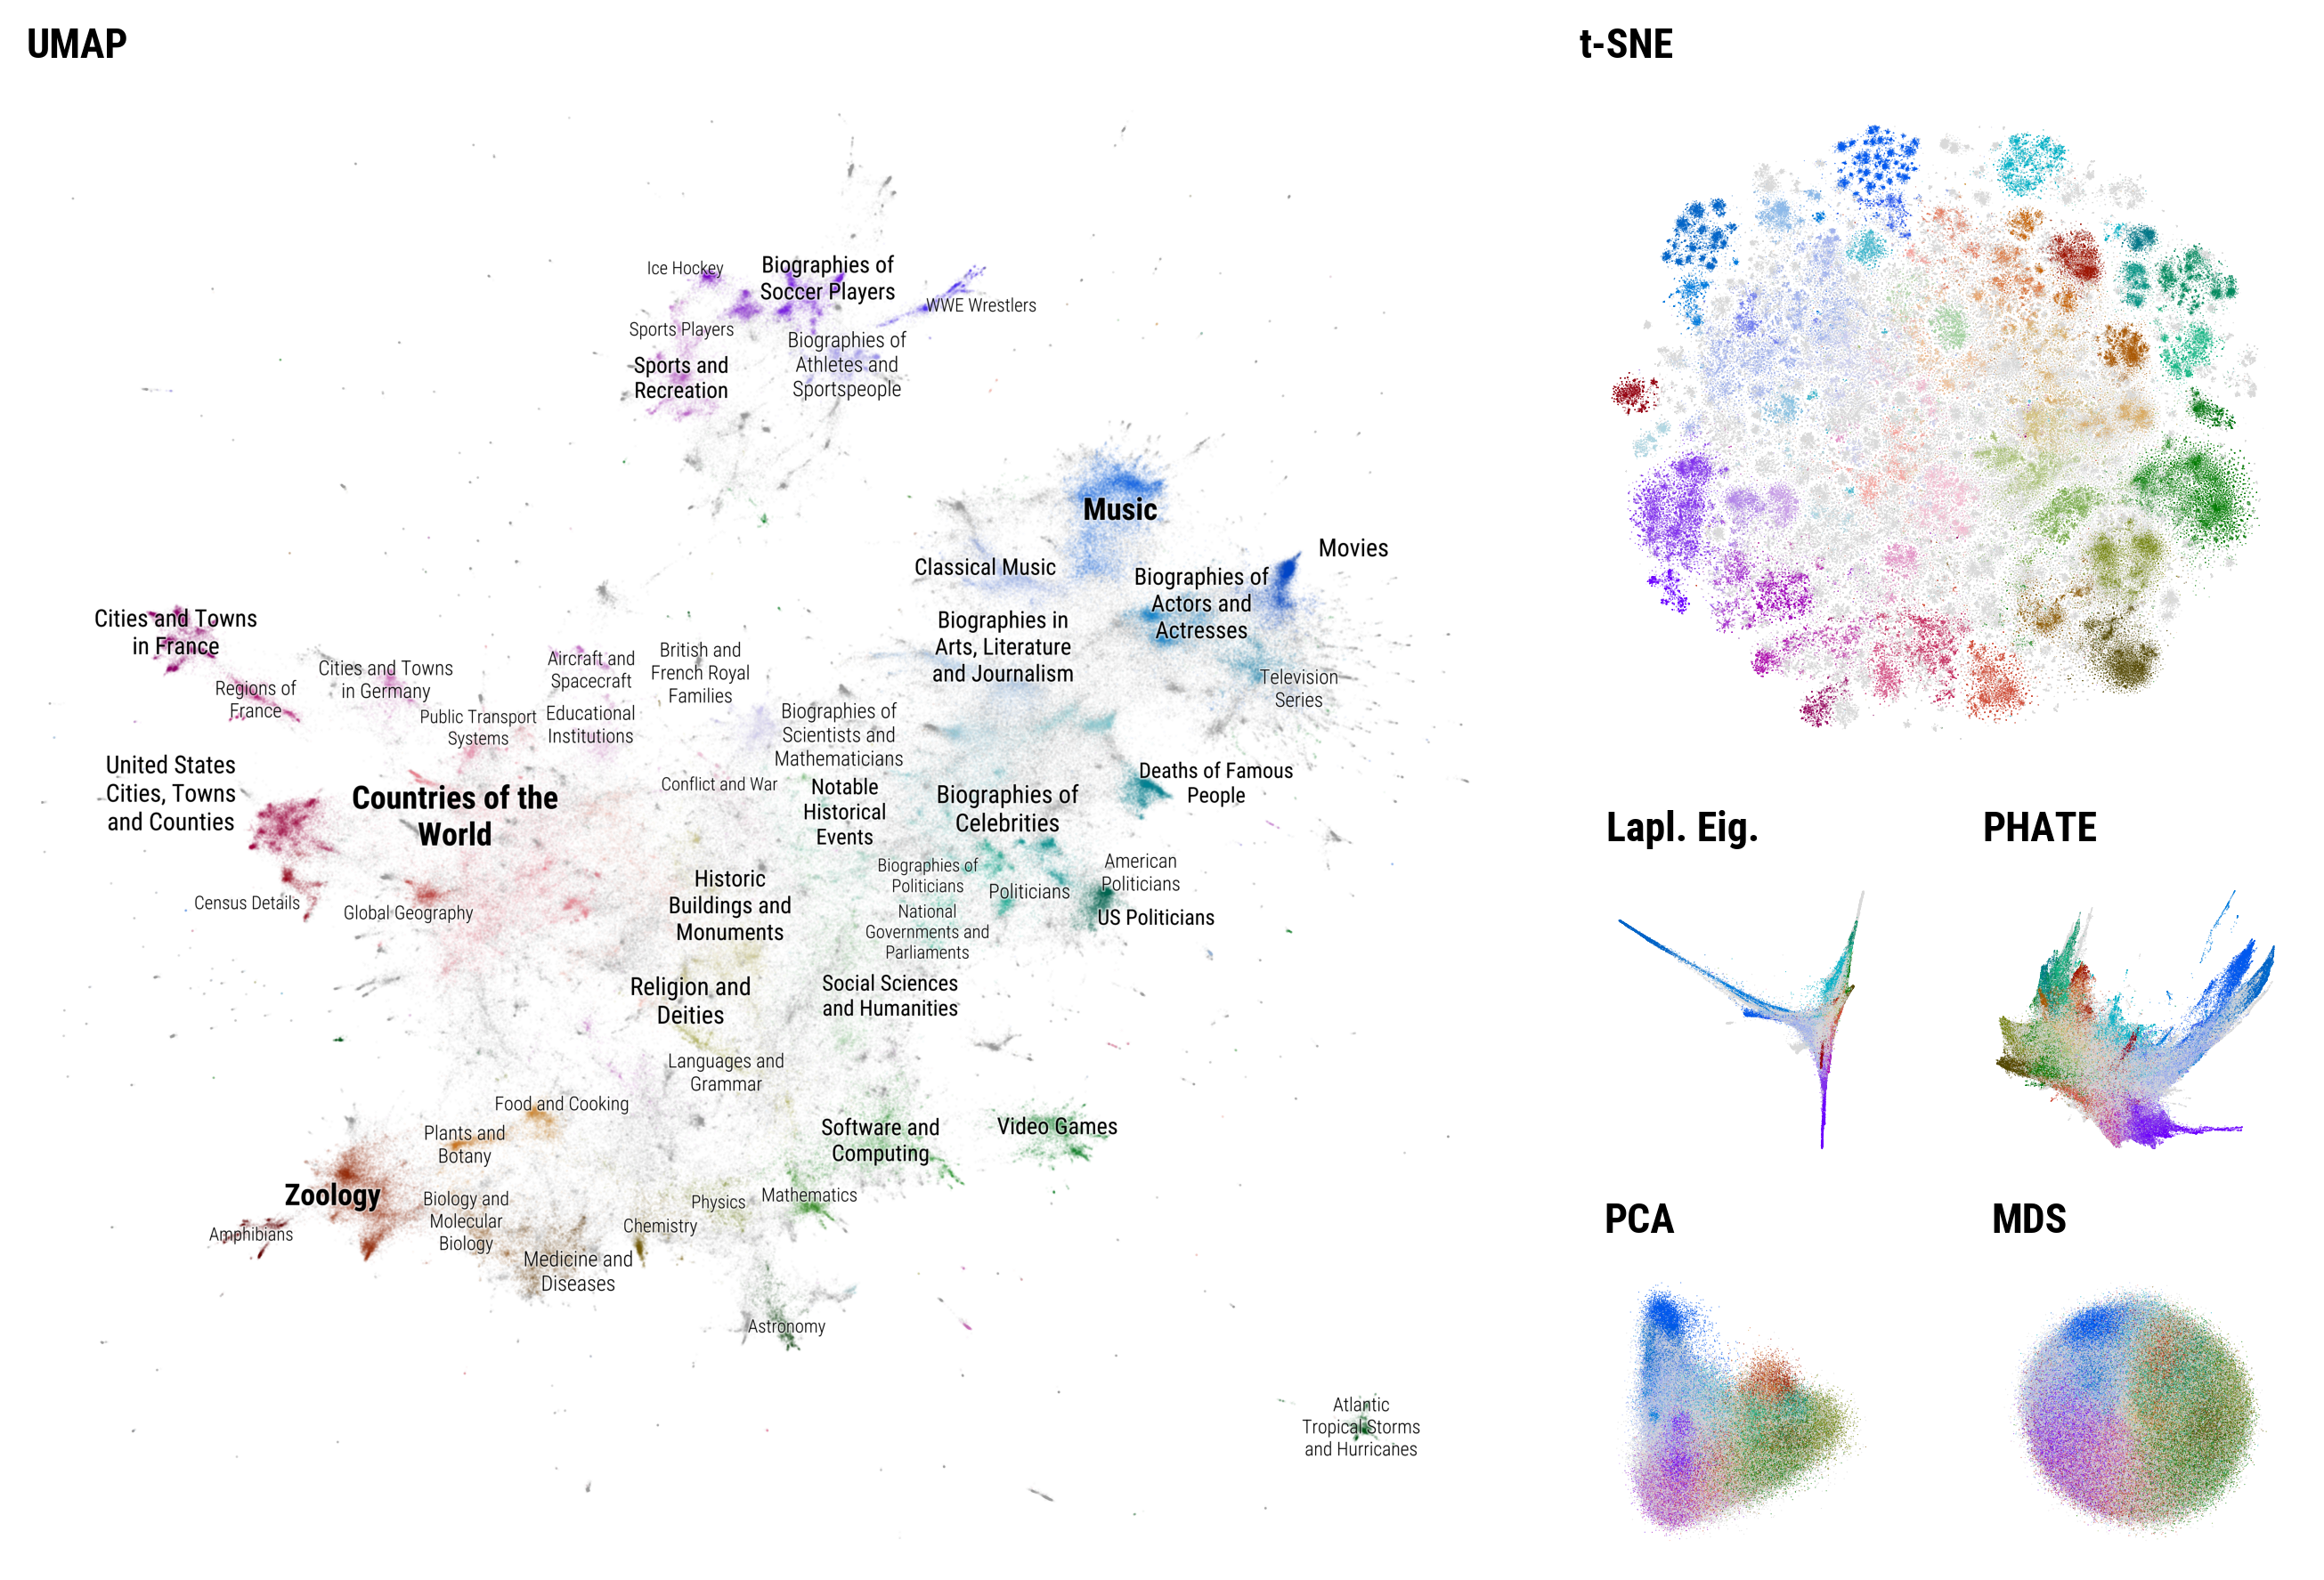 UMAP
t-SNE
Ice Hockey
Biographies of
Soccer Players
WWE Wrestlers
Sports Players
Biographies of
Athletes and
Sportspeople
Sports and
Recreation
Music
Movies
Classical Music
Biographies of
Actors and
Actresses
Biographies in
Arts, Literature
and Journalism
Television
Series
Cities and Towns
in France
Regions of
France
Cities and Towns
in Germany
Aircraft and
Spacecraft
British and
French Royal
Families
Public Transport
Systems
Educational
Institutions
Biographies of
Scientists and
Mathematicians
United States
Cities, Towns
and Counties
Countries of the
World
Conflict and War
Notable
Historical
Events
Biographies of
Celebrities
Deaths of Famous
People
Census Details
Global Geography
Historic
Buildings and
Monuments
Biographies of
Politicians
Politicians
American
Politicians
US Politicians
National
Governments and
Parliaments
Religion and
Deities
Social Sciences
and Humanities
Languages and
Grammar
Food and Cooking
Plants and
Botany
Software and
Computing
Video Games
Zoology
Amphibians
Biology and
Molecular
Biology
Physics
Mathematics
Chemistry
Medicine and
Diseases
Astronomy
Atlantic
Tropical Storms
and Hurricanes
Lapl. Eig.
PHATE
PCA
MDS